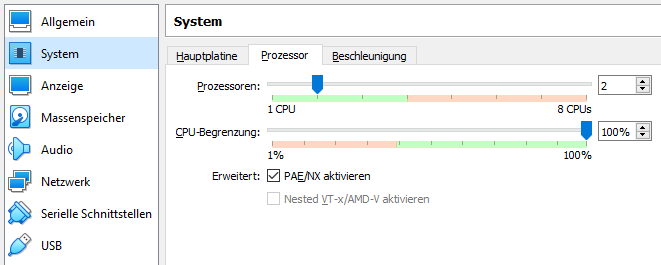 Allgemein
System
Anzeige
Massenspeicher
Audio
Netzwerk
Serielle Schnittstellen
USB
System
Hauptplatine Prozessor Beschleunigung
Prozessoren: 2
1 CPU 8 CPUs
CPU-Begrenzung: 100%
1% 100%
Erweitert: PAE/NX aktivieren
Nested VT-x/AMD-V aktivieren